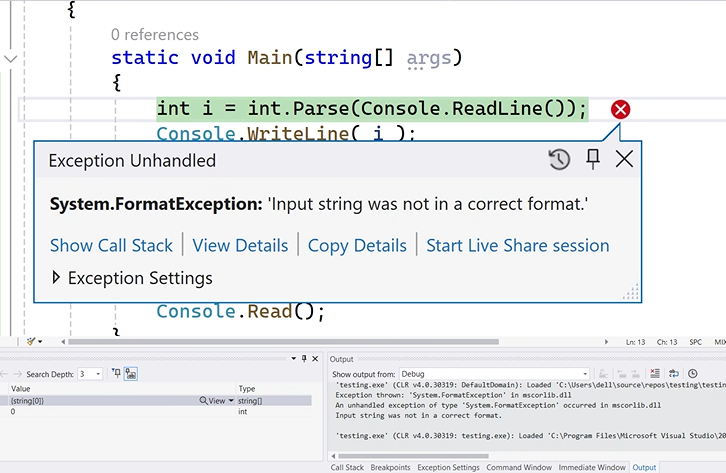 {
0 references
static void Main(string[] args)
{
int i = int.Parse(Console.ReadLine());
Console.WriteLine( i );
Exception Unhandled
System.FormatException: 'Input string was not in a correct format.'
Show Call Stack | View Details | Copy Details | Start Live Share session
Exception Settings
Console.Read();
}
Ln: 13 Ch: 13 SPC
Search Depth: 3
Value Type
{string[0]} View string[]
0 int
Output
Show output from: Debug
'testing.exe' (CLR v4.0.30319: DefaultDomain): Loaded 'C:\Users\dell\source\repos\testing\testin
Exception thrown: 'System.FormatException' in mscorlib.dll
An unhandled exception of type 'System.FormatException' occurred in mscorlib.dll
Input string was not in a correct format.
'testing.exe' (CLR v4.0.30319: testing.exe): Loaded 'C:\Program Files\Microsoft Visual Studio\20
Call Stack Breakpoints Exception Settings Command Window Immediate Window Output